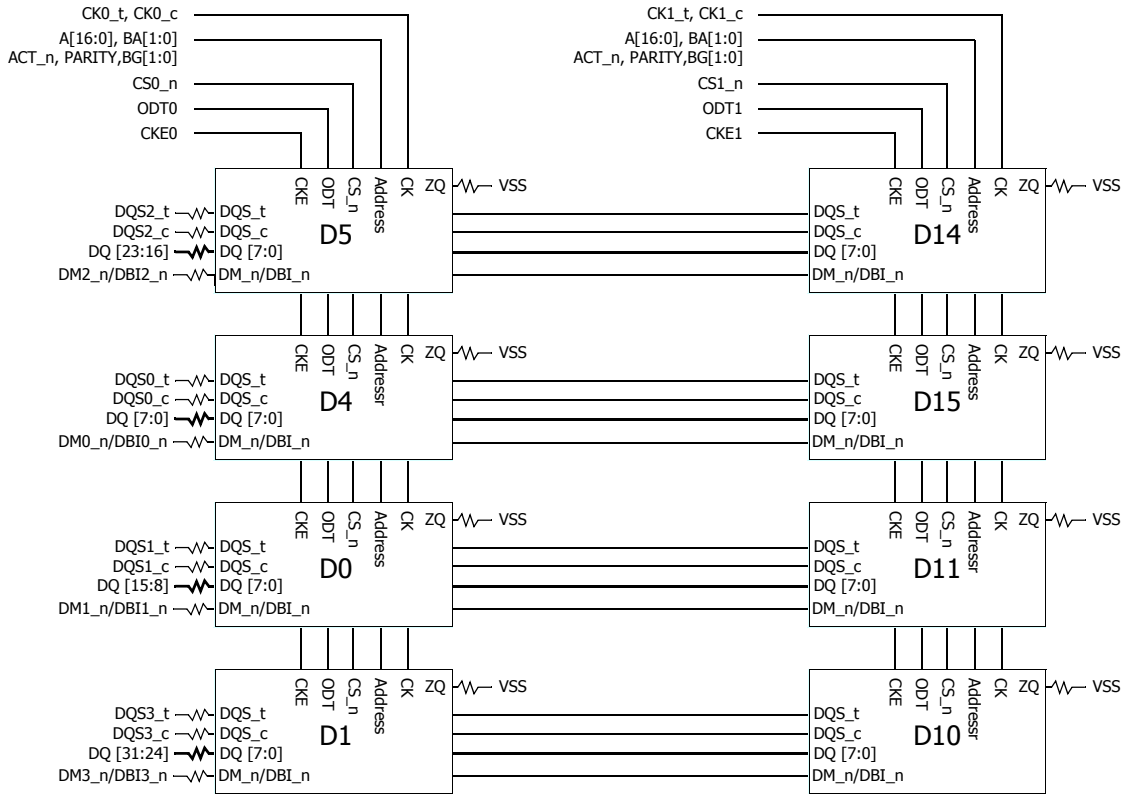 CK0_t, CK0_c
A[16:0], BA[1:0]
ACT_n, PARITY,BG[1:0]
CS0_n
ODT0
CKE0
CK1_t, CK1_c
A[16:0], BA[1:0]
ACT_n, PARITY,BG[1:0]
CS1_n
ODT1
CKE1
CKE
ODT
CS_n
Address
CK
ZQ
VSS
DQS2_t
DQS2_c
DQ [23:16]
DM2_n/DBI2_n
DQS_t
DQS_c
DQ [7:0]
DM_n/DBI_n
D5
CKE
ODT
CS_n
Address
CK
ZQ
VSS
DQS_t
DQS_c
DQ [7:0]
DM_n/DBI_n
D14
CKE
ODT
CS_n
Addressr
CK
ZQ
VSS
DQS0_t
DQS0_c
DQ [7:0]
DM0_n/DBI0_n
DQS_t
DQS_c
DQ [7:0]
DM_n/DBI_n
D4
CKE
ODT
CS_n
Address
CK
ZQ
VSS
DQS_t
DQS_c
DQ [7:0]
DM_n/DBI_n
D15
CKE
ODT
CS_n
Address
CK
ZQ
VSS
DQS1_t
DQS1_c
DQ [15:8]
DM1_n/DBI1_n
DQS_t
DQS_c
DQ [7:0]
DM_n/DBI_n
D0
CKE
ODT
CS_n
Addressr
CK
ZQ
VSS
DQS_t
DQS_c
DQ [7:0]
DM_n/DBI_n
D11
CKE
ODT
CS_n
Address
CK
ZQ
VSS
DQS3_t
DQS3_c
DQ [31:24]
DM3_n/DBI3_n
DQS_t
DQS_c
DQ [7:0]
DM_n/DBI_n
D1
CKE
ODT
CS_n
Addressr
CK
ZQ
VSS
DQS_t
DQS_c
DQ [7:0]
DM_n/DBI_n
D10